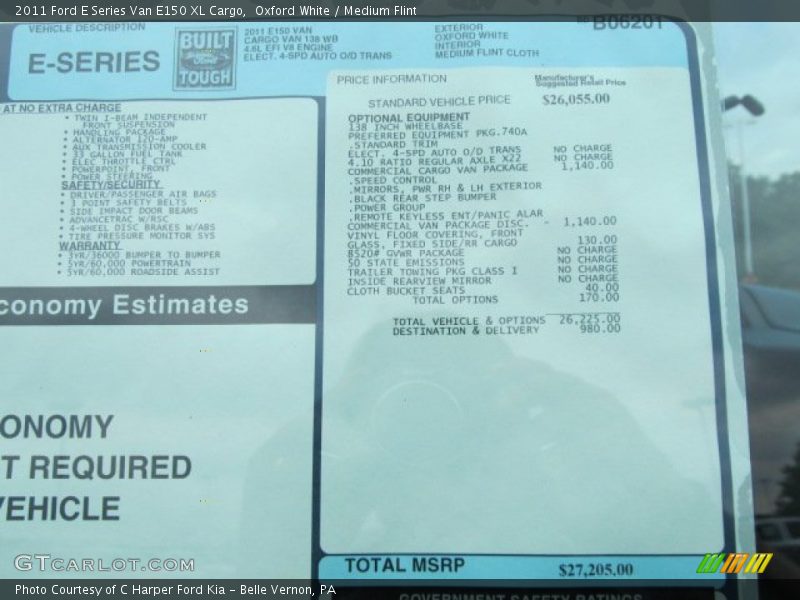 2011 Ford E Series Van E150 XL Cargo,  Oxford White / Medium Flint
VEHICLE DESCRIPTION
E-SERIES
BUILT
Ford
TOUGH
2011 E150 VAN
CARGO VAN 138 WB
4.6L EFI V8 ENGINE
ELECT. 4-SPD AUTO O/D TRANS
EXTERIOR
OXFORD WHITE
INTERIOR
MEDIUM FLINT CLOTH
B06201
AT NO EXTRA CHARGE
• TWIN I-BEAM INDEPENDENT
FRONT SUSPENSION
• HANDLING PACKAGE
• ALTERNATOR 120-AMP
• AUX TRANSMISSION COOLER
• 33 GALLON FUEL TANK
• ELEC THROTTLE CTRL
• POWERPOINT, FRONT
• POWER STEERING
SAFETY/SECURITY
• DRIVER/PASSENGER AIR BAGS
• 3 POINT SAFETY BELTS
• SIDE IMPACT DOOR BEAMS
• ADVANCETRAC W/RSC
• 4-WHEEL DISC BRAKES W/ABS
• TIRE PRESSURE MONITOR SYS
WARRANTY
• 3YR/36000 BUMPER TO BUMPER
• 5YR/60,000 POWERTRAIN
• 5YR/60,000 ROADSIDE ASSIST
conomy Estimates
ONOMY
T REQUIRED
VEHICLE
PRICE INFORMATION
Manufacturer's
Suggested Retail Price
STANDARD VEHICLE PRICE $26,055.00
OPTIONAL EQUIPMENT
138 INCH WHEELBASE
PREFERRED EQUIPMENT PKG.740A
.STANDARD TRIM
ELECT. 4-SPD AUTO O/D TRANS NO CHARGE
4.10 RATIO REGULAR AXLE X22 NO CHARGE
COMMERCIAL CARGO VAN PACKAGE 1,140.00
.SPEED CONTROL
.MIRRORS, PWR RH & LH EXTERIOR
.BLACK REAR STEP BUMPER
.POWER GROUP
.REMOTE KEYLESS ENT/PANIC ALAR
COMMERCIAL VAN PACKAGE DISC. - 1,140.00
VINYL FLOOR COVERING, FRONT
GLASS, FIXED SIDE/RR CARGO 130.00
8520# GVWR PACKAGE NO CHARGE
50 STATE EMISSIONS NO CHARGE
TRAILER TOWING PKG CLASS I NO CHARGE
INSIDE REARVIEW MIRROR NO CHARGE
CLOTH BUCKET SEATS 40.00
TOTAL OPTIONS 170.00
TOTAL VEHICLE & OPTIONS 26,225.00
DESTINATION & DELIVERY 980.00
TOTAL MSRP $27,205.00
GOVERNMENT SAFETY RATINGS
GTCARLOT.COM
Photo Courtesy of C Harper Ford Kia – Belle Vernon, PA